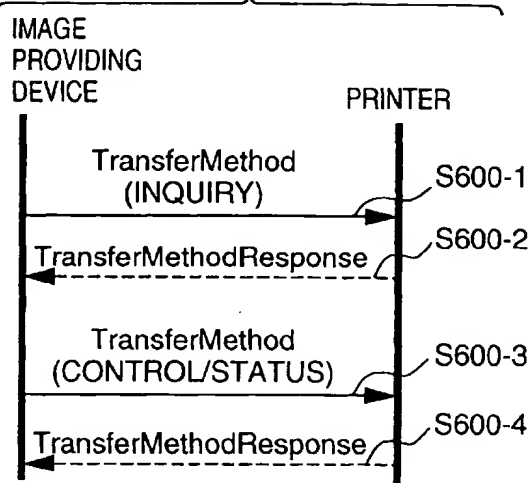 IMAGE
PROVIDING
DEVICE
PRINTER
TransferMethod
(INQUIRY)
S600-1
TransferMethodResponse
S600-2
TransferMethod
(CONTROL/STATUS)
S600-3
TransferMethodResponse
S600-4